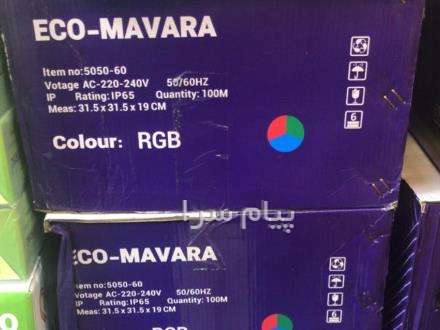 ECO-MAVARA
Item no:5050-60
Votage AC-220-240V 50/60HZ
IP Rating:IP65 Quantity:100M
Meas: 31.5 x 31.5 x 19 CM
6
Colour: RGB
پیام سرا
ECO-MAVARA
Item no:5050-60
Votage AC-220-240V 50/60HZ
IP Rating:IP65 Quantity:100M
Meas: 31.5 x 31.5 x 19 CM
6
RGB